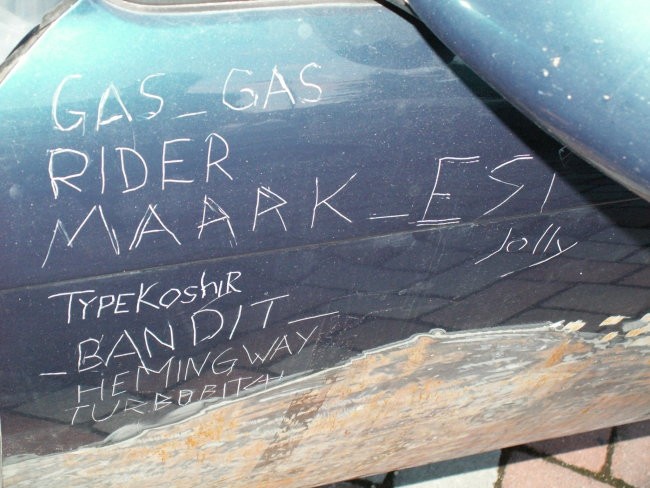 GAS_GAS
RIDER
MAARK_ESI
Jolly
TYPEKOSHIR
_BANDIT_
HEMINGWAY